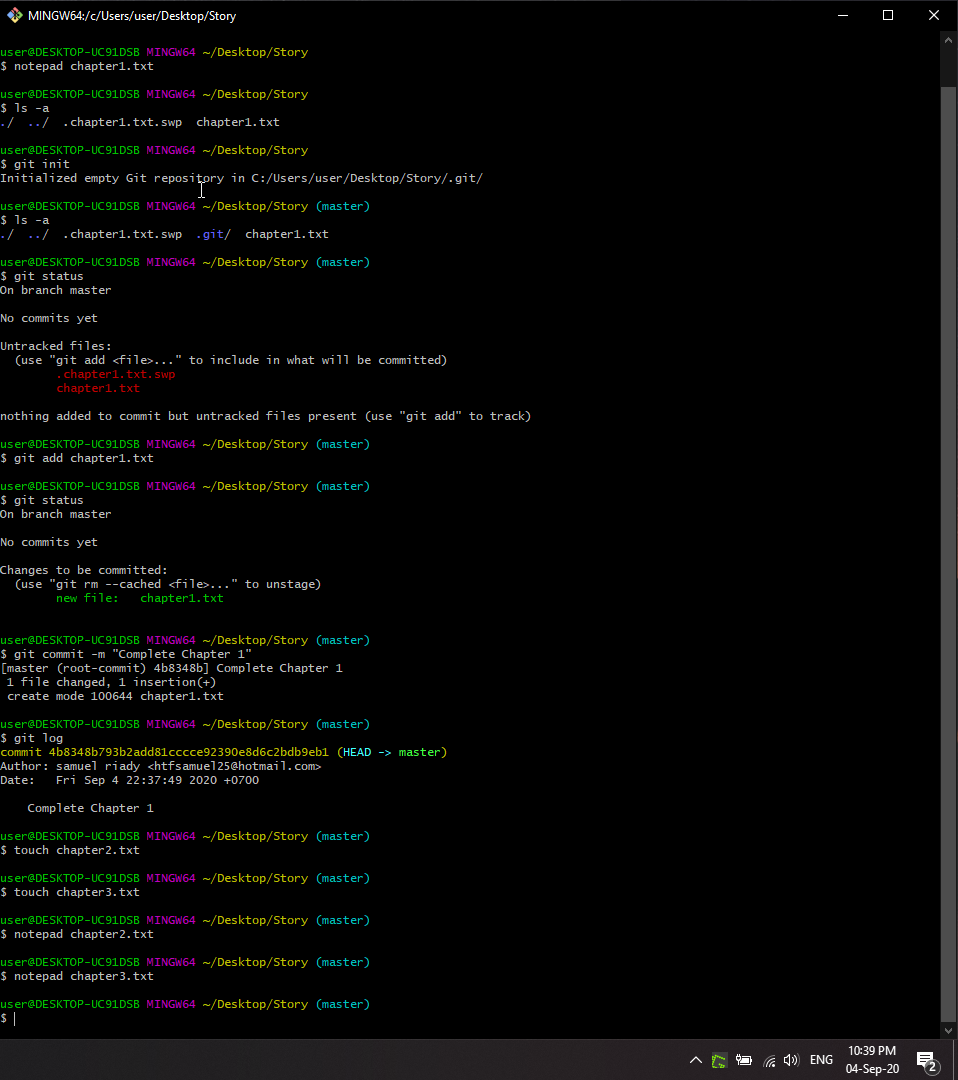 MINGW64:/c/Users/user/Desktop/Story
user@DESKTOP-UC91DSB MINGW64 ~/Desktop/Story
$ notepad chapter1.txt
user@DESKTOP-UC91DSB MINGW64 ~/Desktop/Story
$ ls -a
./  ../  .chapter1.txt.swp  chapter1.txt
user@DESKTOP-UC91DSB MINGW64 ~/Desktop/Story
$ git init
Initialized empty Git repository in C:/Users/user/Desktop/Story/.git/
user@DESKTOP-UC91DSB MINGW64 ~/Desktop/Story (master)
$ ls -a
./  ../  .chapter1.txt.swp  .git/  chapter1.txt
user@DESKTOP-UC91DSB MINGW64 ~/Desktop/Story (master)
$ git status
On branch master
No commits yet
Untracked files:
  (use "git add <file>..." to include in what will be committed)
        .chapter1.txt.swp
        chapter1.txt
nothing added to commit but untracked files present (use "git add" to track)
user@DESKTOP-UC91DSB MINGW64 ~/Desktop/Story (master)
$ git add chapter1.txt
user@DESKTOP-UC91DSB MINGW64 ~/Desktop/Story (master)
$ git status
On branch master
No commits yet
Changes to be committed:
  (use "git rm --cached <file>..." to unstage)
        new file:   chapter1.txt
user@DESKTOP-UC91DSB MINGW64 ~/Desktop/Story (master)
$ git commit -m "Complete Chapter 1"
[master (root-commit) 4b8348b] Complete Chapter 1
 1 file changed, 1 insertion(+)
 create mode 100644 chapter1.txt
user@DESKTOP-UC91DSB MINGW64 ~/Desktop/Story (master)
$ git log
commit 4b8348b793b2add81cccce92390e8d6c2bdb9eb1 (HEAD -> master)
Author: samuel riady <htfsamuel25@hotmail.com>
Date:   Fri Sep 4 22:37:49 2020 +0700
    Complete Chapter 1
user@DESKTOP-UC91DSB MINGW64 ~/Desktop/Story (master)
$ touch chapter2.txt
user@DESKTOP-UC91DSB MINGW64 ~/Desktop/Story (master)
$ touch chapter3.txt
user@DESKTOP-UC91DSB MINGW64 ~/Desktop/Story (master)
$ notepad chapter2.txt
user@DESKTOP-UC91DSB MINGW64 ~/Desktop/Story (master)
$ notepad chapter3.txt
user@DESKTOP-UC91DSB MINGW64 ~/Desktop/Story (master)
$
ENG
10:39 PM
04-Sep-20
2